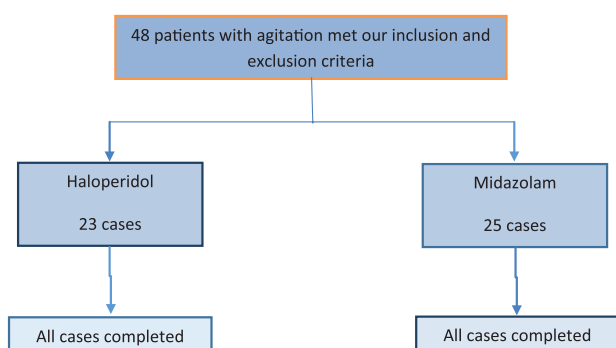 48 patients with agitation met our inclusion and
exclusion criteria
Haloperidol
23 cases
Midazolam
25 cases
All cases completed
All cases completed